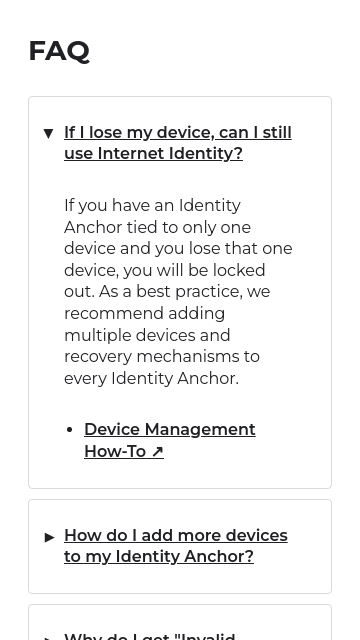 FAQ
▼ If I lose my device, can I still
use Internet Identity?
If you have an Identity
Anchor tied to only one
device and you lose that one
device, you will be locked
out. As a best practice, we
recommend adding
multiple devices and
recovery mechanisms to
every Identity Anchor.
• Device Management
How-To ↗
► How do I add more devices
to my Identity Anchor?
► Why do I get "Invalid